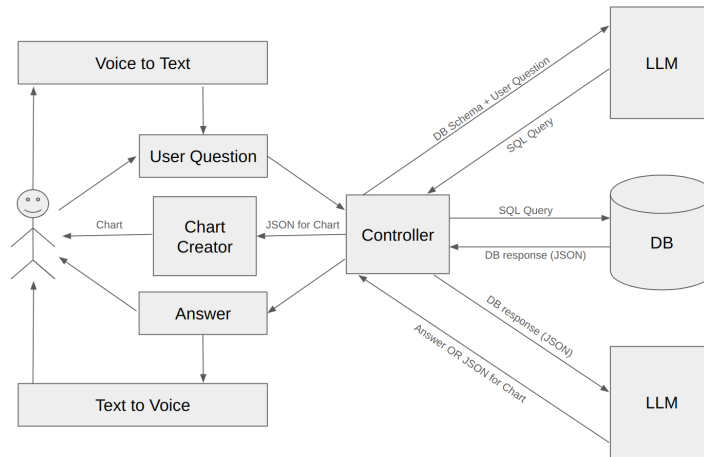 Voice to Text
LLM
DB Schema + User Question
SQL Query
User Question
Chart
Chart
Creator
JSON for Chart
Controller
SQL Query
DB
DB response (JSON)
Answer
DB response (JSON)
Answer OR JSON for Chart
Text to Voice
LLM